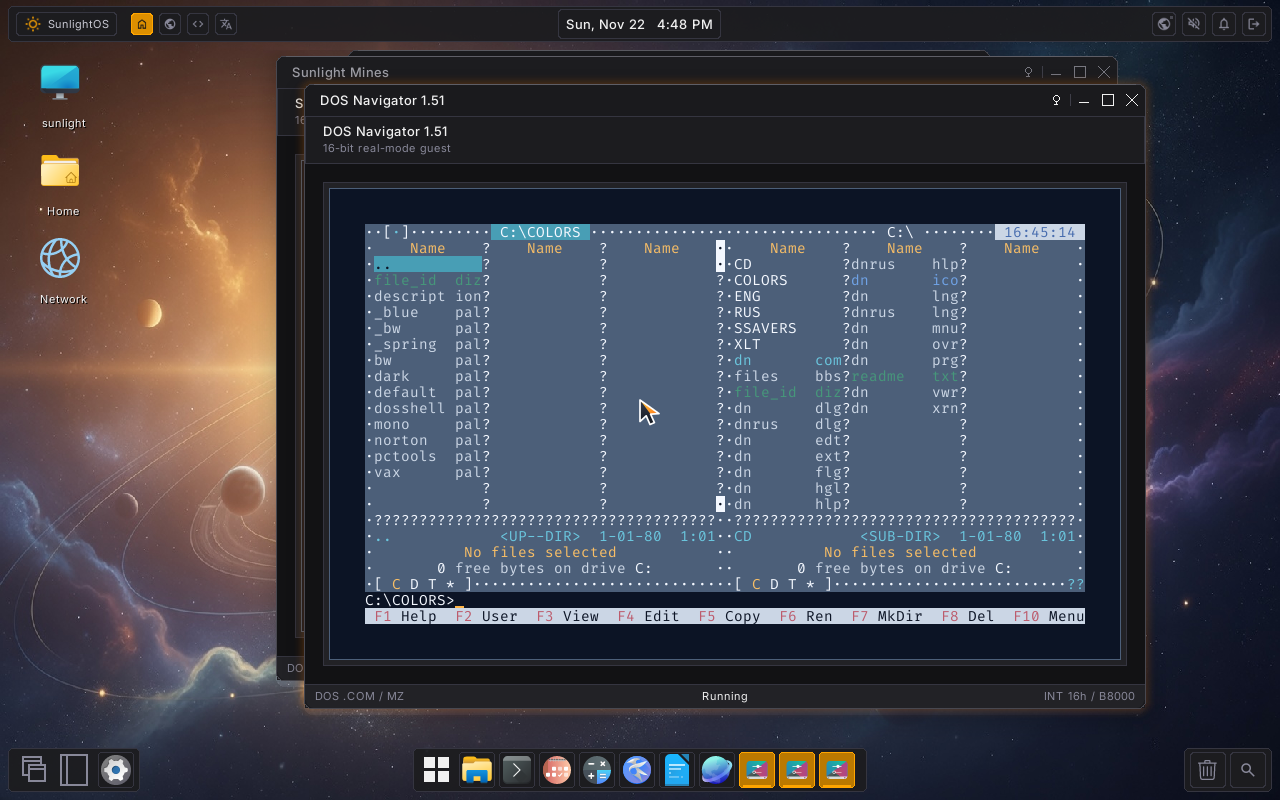 SunlightOS
Sun, Nov 22 4:48 PM
sunlight
Home
Network
Sunlight Mines
DOS Navigator 1.51
DOS Navigator 1.51
16-bit real-mode guest
··[·]········· C:\COLORS ································· C:\ ········ 16:45:14
· Name ? Name ? Name ·· Name ? Name ? Name ·
·.. ? ? ··CD ?dnrus hlp? ·
·file_id diz? ? ?·COLORS ?dn ico? ·
·descript ion? ? ?·ENG ?dn lng? ·
·_blue pal? ? ?·RUS ?dnrus lng? ·
·_bw pal? ? ?·SSAVERS ?dn mnu? ·
·_spring pal? ? ?·XLT ?dn ovr? ·
·bw pal? ? ?·dn com?dn prg? ·
·dark pal? ? ?·files bbs?readme txt? ·
·default pal? ? ?·file_id diz?dn vwr? ·
·dosshell pal? ? ?·dn dlg?dn xrn? ·
·mono pal? ? ?·dnrus dlg? ? ·
·norton pal? ? ?·dn edt? ? ·
·pctools pal? ? ?·dn ext? ? ·
·vax pal? ? ?·dn flg? ? ·
· ? ? ?·dn hgl? ? ·
· ? ? ··dn hlp? ? ·
·??????????????????????????????????????··??????????????????????????????????????·
·.. <UP--DIR> 1-01-80 1:01··CD <SUB-DIR> 1-01-80 1:01·
· No files selected ·· No files selected ·
· 0 free bytes on drive C: ·· 0 free bytes on drive C: ·
·[ C D T * ]·····························[ C D T * ]··························??
C:\COLORS>_
F1 Help F2 User F3 View F4 Edit F5 Copy F6 Ren F7 MkDir F8 Del F10 Menu
DOS .COM / MZ
Running
INT 16h / B8000